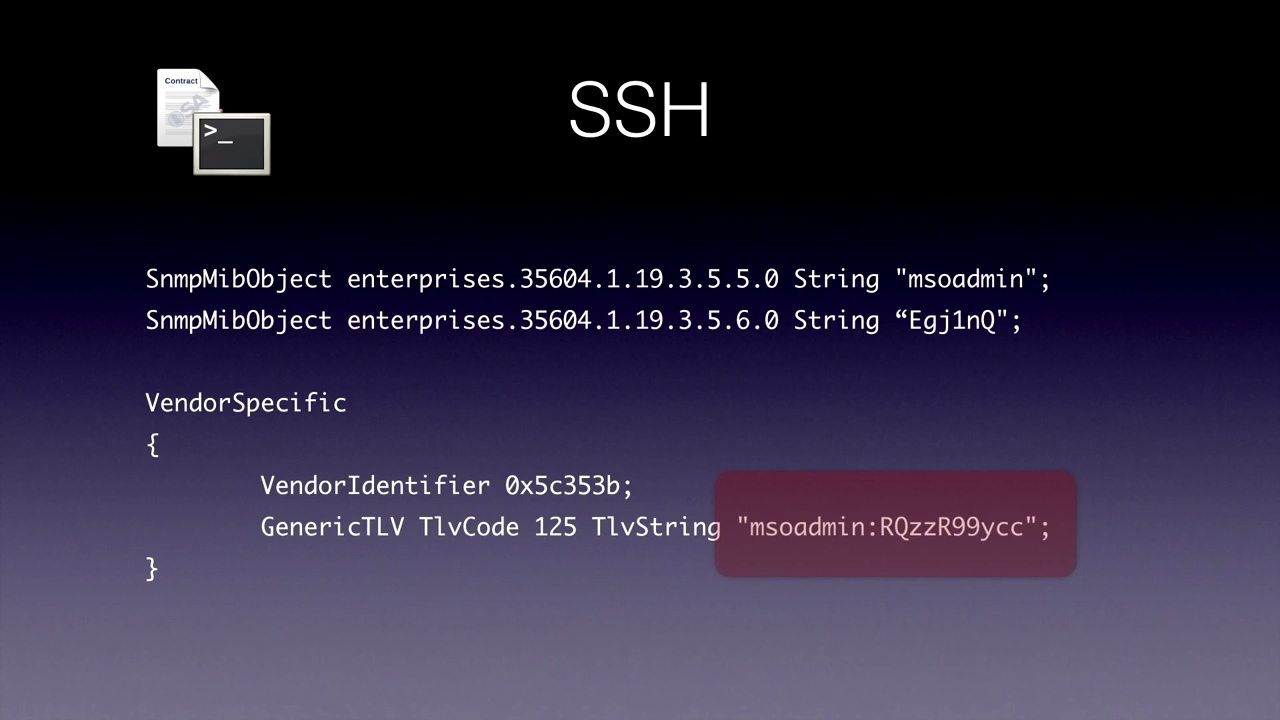 Contract
>_
SSH
SnmpMibObject enterprises.35604.1.19.3.5.5.0 String "msoadmin";
SnmpMibObject enterprises.35604.1.19.3.5.6.0 String “Egj1nQ";
VendorSpecific
{
VendorIdentifier 0x5c353b;
GenericTLV TlvCode 125 TlvString "msoadmin:RQzzR99ycc";
}